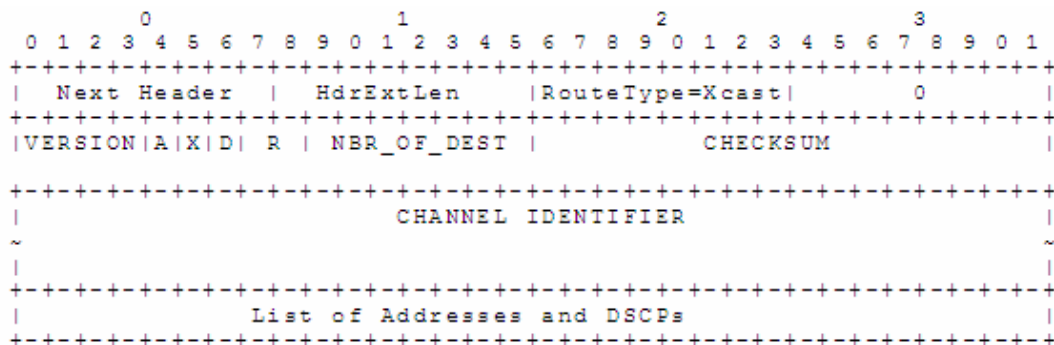 0 1 2 3
0 1 2 3 4 5 6 7 8 9 0 1 2 3 4 5 6 7 8 9 0 1 2 3 4 5 6 7 8 9 0 1
+-+-+-+-+-+-+-+-+-+-+-+-+-+-+-+-+-+-+-+-+-+-+-+-+-+-+-+-+-+-+-+-+
| Next Header | HdrExtLen |RouteType=Xcast| 0 |
+-+-+-+-+-+-+-+-+-+-+-+-+-+-+-+-+-+-+-+-+-+-+-+-+-+-+-+-+-+-+-+-+
|VERSION|A|X|D| R | NBR_OF_DEST | CHECKSUM |
+-+-+-+-+-+-+-+-+-+-+-+-+-+-+-+-+-+-+-+-+-+-+-+-+-+-+-+-+-+-+-+-+
| CHANNEL IDENTIFIER |
~ ~
| |
+-+-+-+-+-+-+-+-+-+-+-+-+-+-+-+-+-+-+-+-+-+-+-+-+-+-+-+-+-+-+-+-+
| List of Addresses and DSCPs |
+-+-+-+-+-+-+-+-+-+-+-+-+-+-+-+-+-+-+-+-+-+-+-+-+-+-+-+-+-+-+-+-+